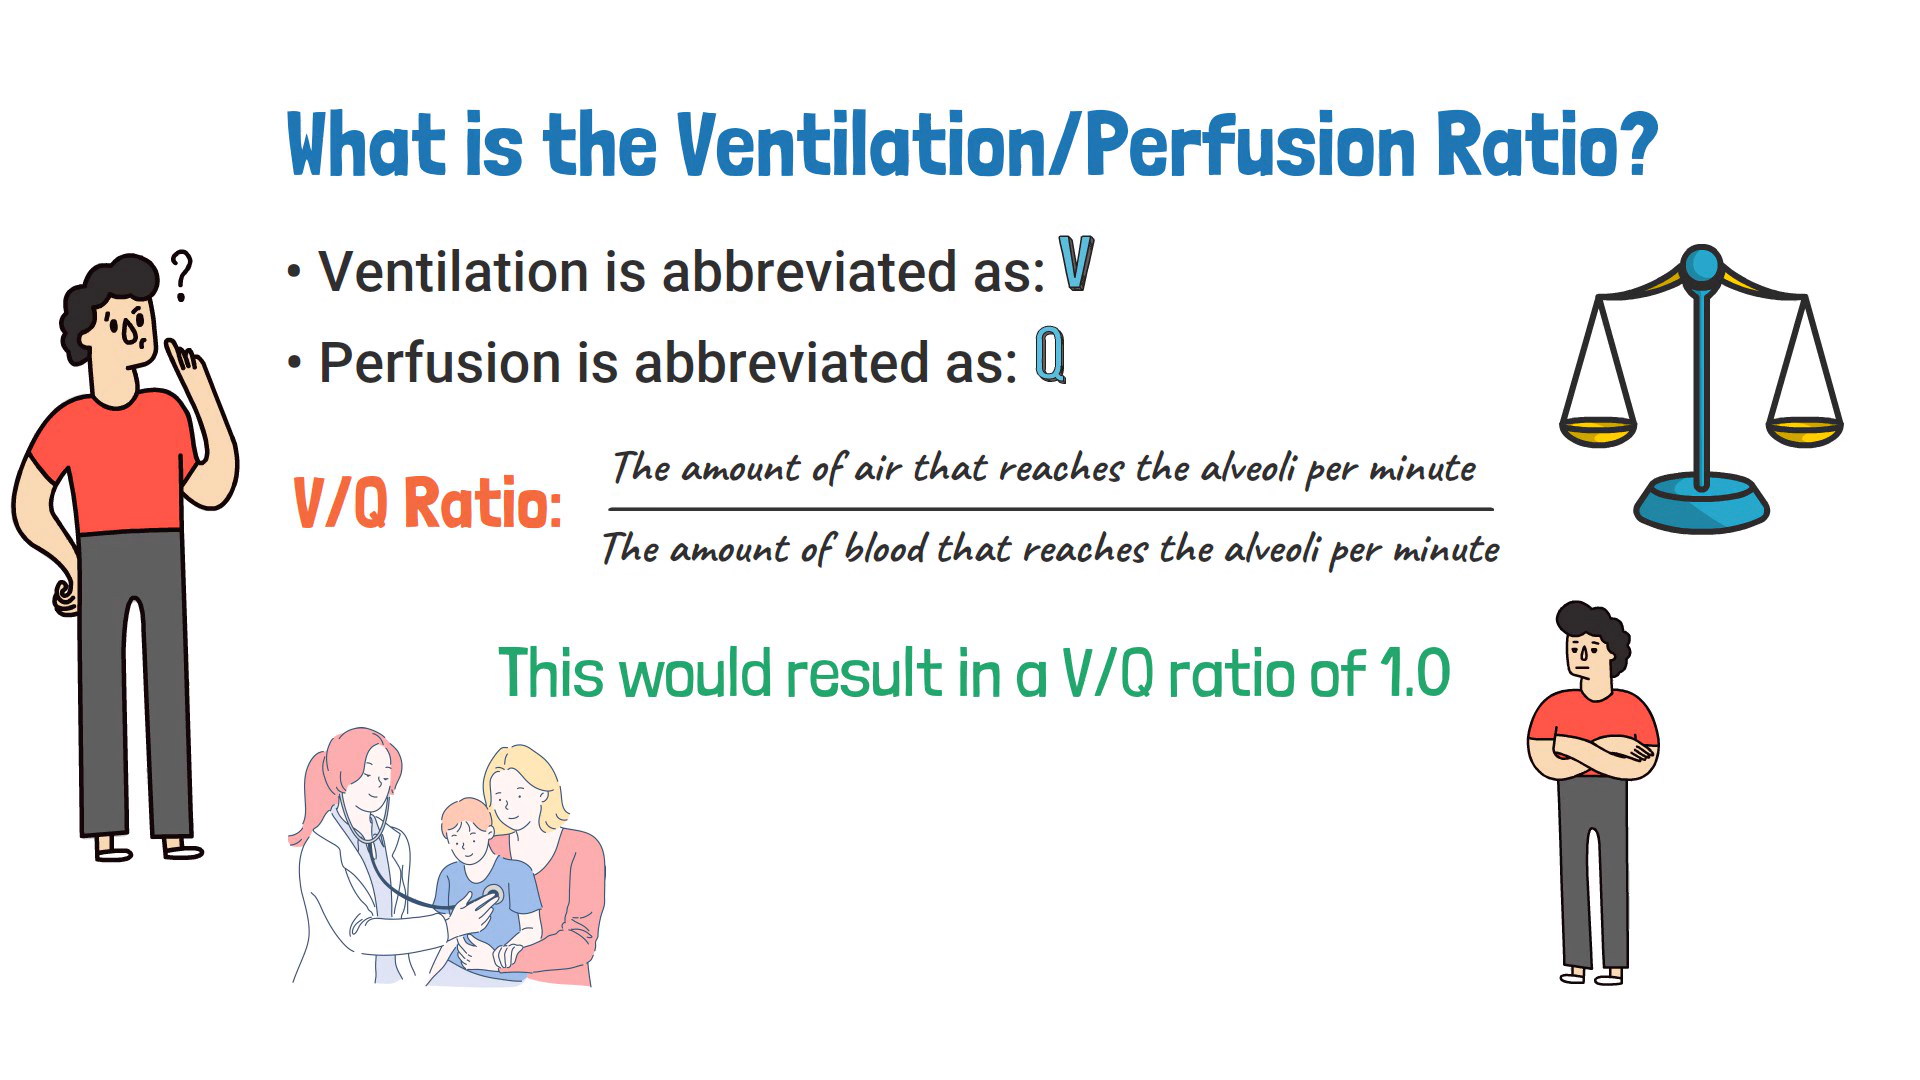 What is the Ventilation/Perfusion Ratio?
• Ventilation is abbreviated as: V
?
• Perfusion is abbreviated as: Q
The amount of air that reaches the alveoli per minute
V/Q Ratio:
The amount of blood that reaches the alveoli per minute
This would result in a V/Q ratio of 1.0